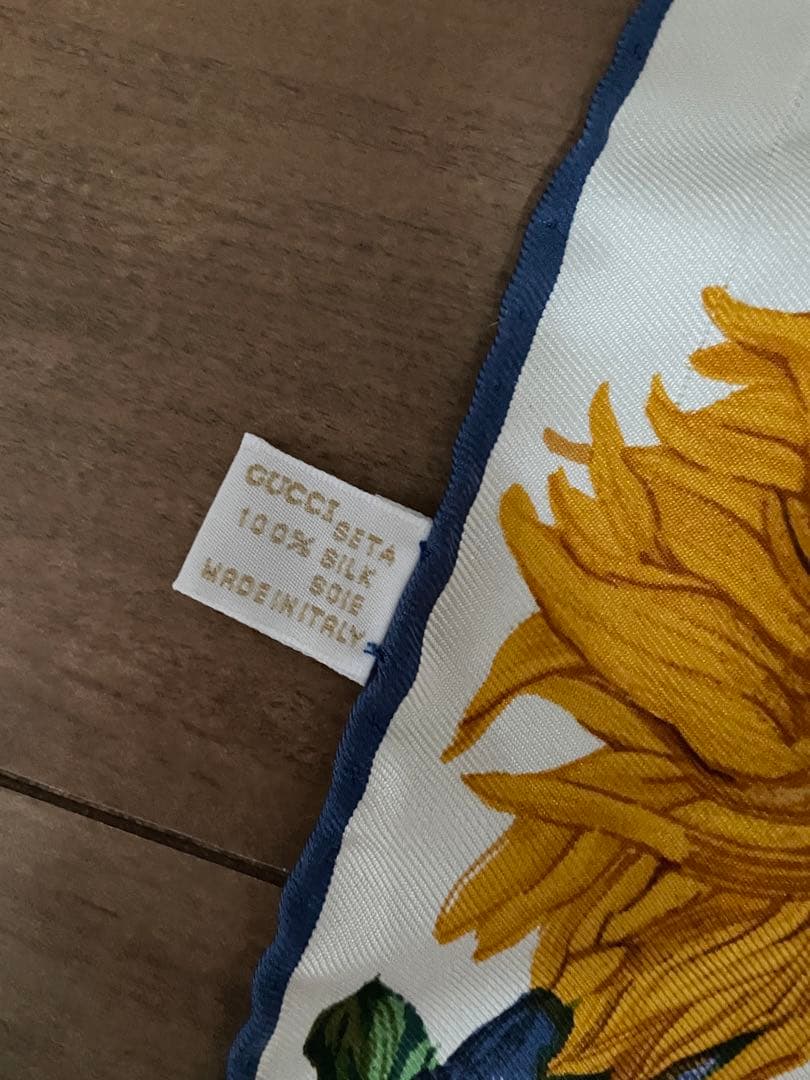 GUCCI
100% SETA
SILK
SOIE
MADE IN ITALY